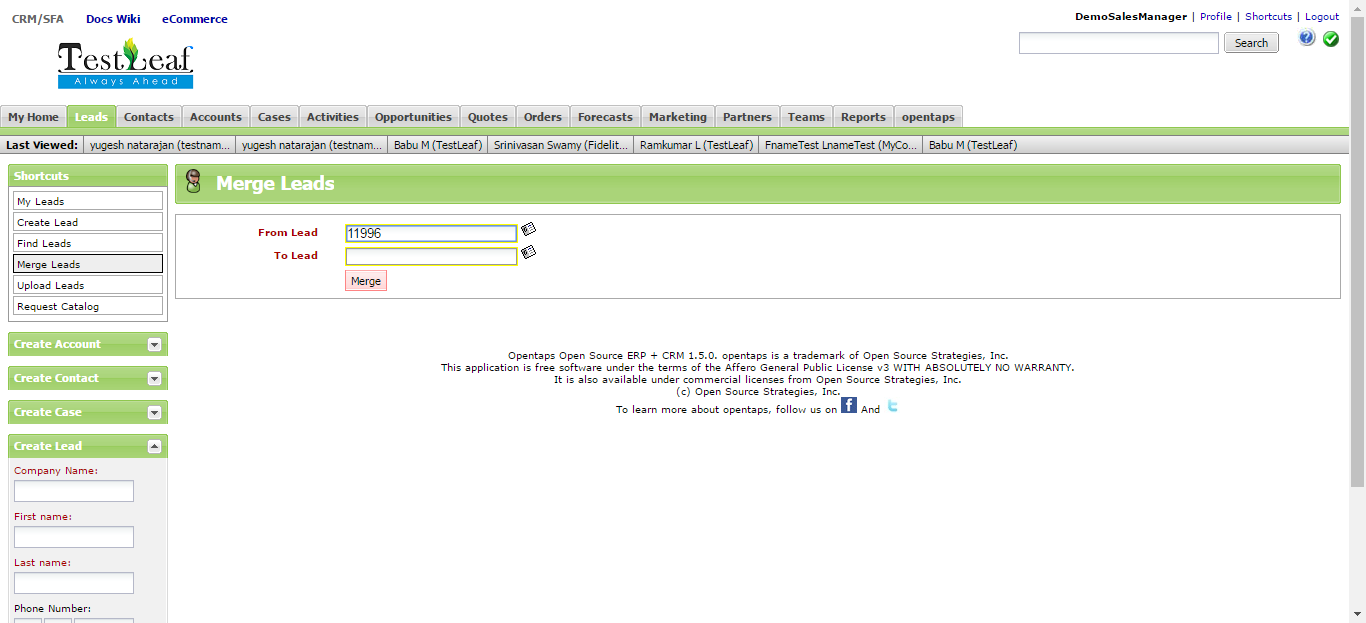 CRM/SFA Docs Wiki eCommerce
DemoSalesManager | Profile | Shortcuts | Logout
Search
TestLeaf
Always Ahead
My Home Leads Contacts Accounts Cases Activities Opportunities Quotes Orders Forecasts Marketing Partners Teams Reports opentaps
Last Viewed: yugesh natarajan (testnam... yugesh natarajan (testnam... Babu M (TestLeaf) Srinivasan Swamy (Fidelit... Ramkumar L (TestLeaf) FnameTest LnameTest (MyCo... Babu M (TestLeaf)
Shortcuts
My Leads
Create Lead
Find Leads
Merge Leads
Upload Leads
Request Catalog
Create Account
Create Contact
Create Case
Create Lead
Company Name:
First name:
Last name:
Phone Number:
Merge Leads
From Lead 11996
To Lead
Merge
Opentaps Open Source ERP + CRM 1.5.0. opentaps is a trademark of Open Source Strategies, Inc.
This application is free software under the terms of the Affero General Public License v3 WITH ABSOLUTELY NO WARRANTY.
It is also available under commercial licenses from Open Source Strategies, Inc.
(c) Open Source Strategies, Inc.
To learn more about opentaps, follow us on f And t